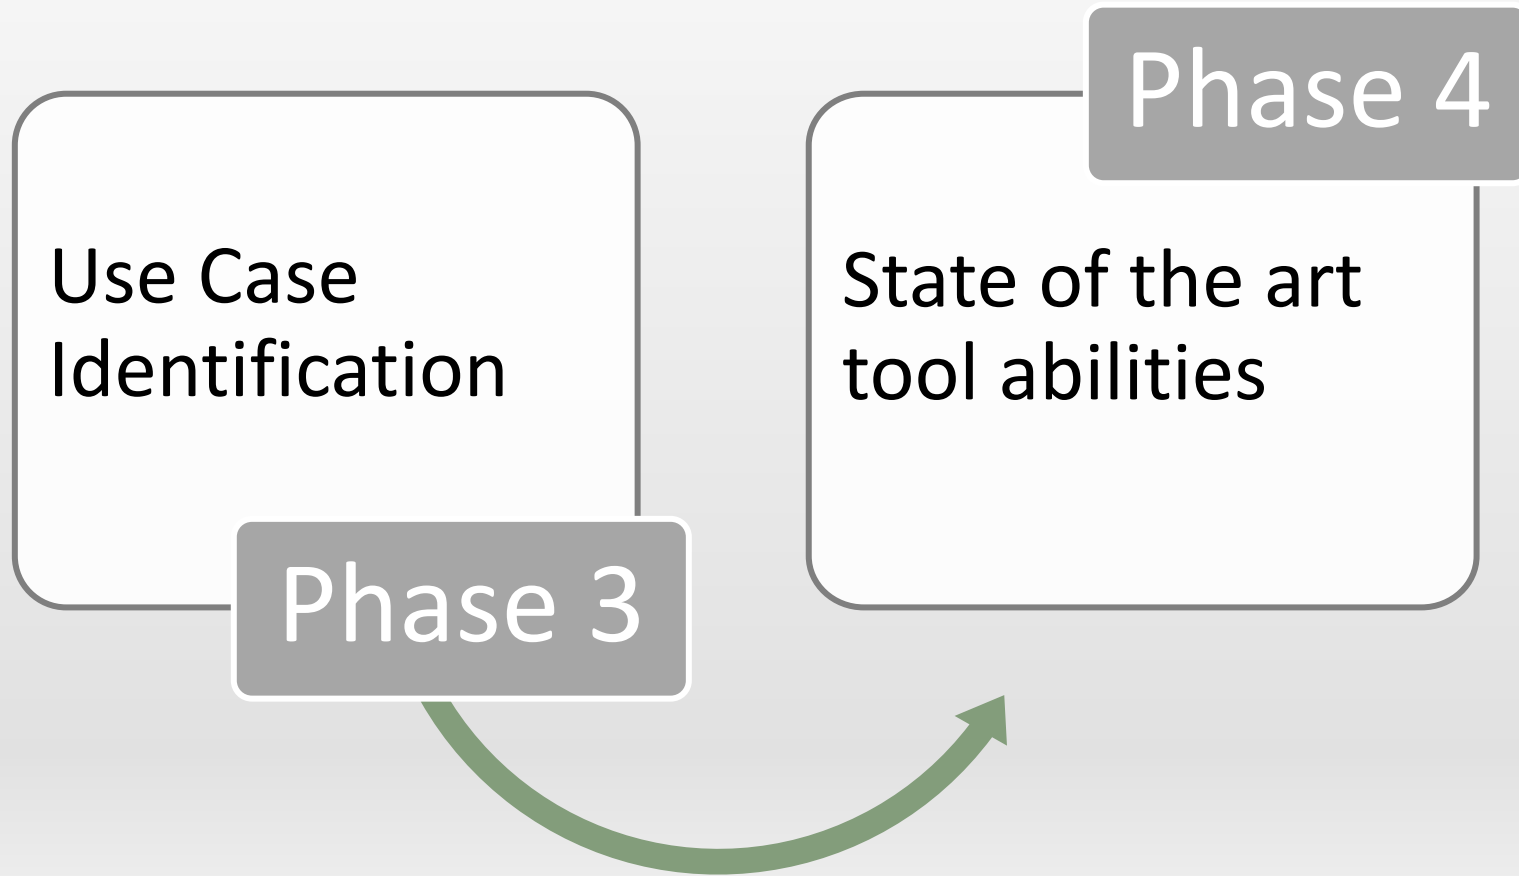 Use Case
Identification
Phase 3
Phase 4
State of the art
tool abilities